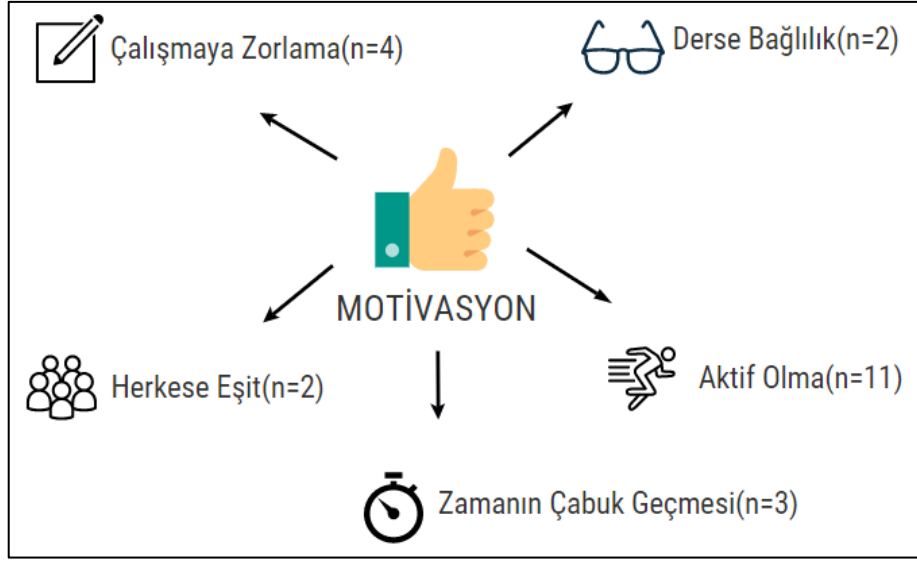 Çalışmaya Zorlama(n=4)
Derse Bağlılık(n=2)
MOTİVASYON
Herkese Eşit(n=2)
Aktif Olma(n=11)
Zamanın Çabuk Geçmesi(n=3)